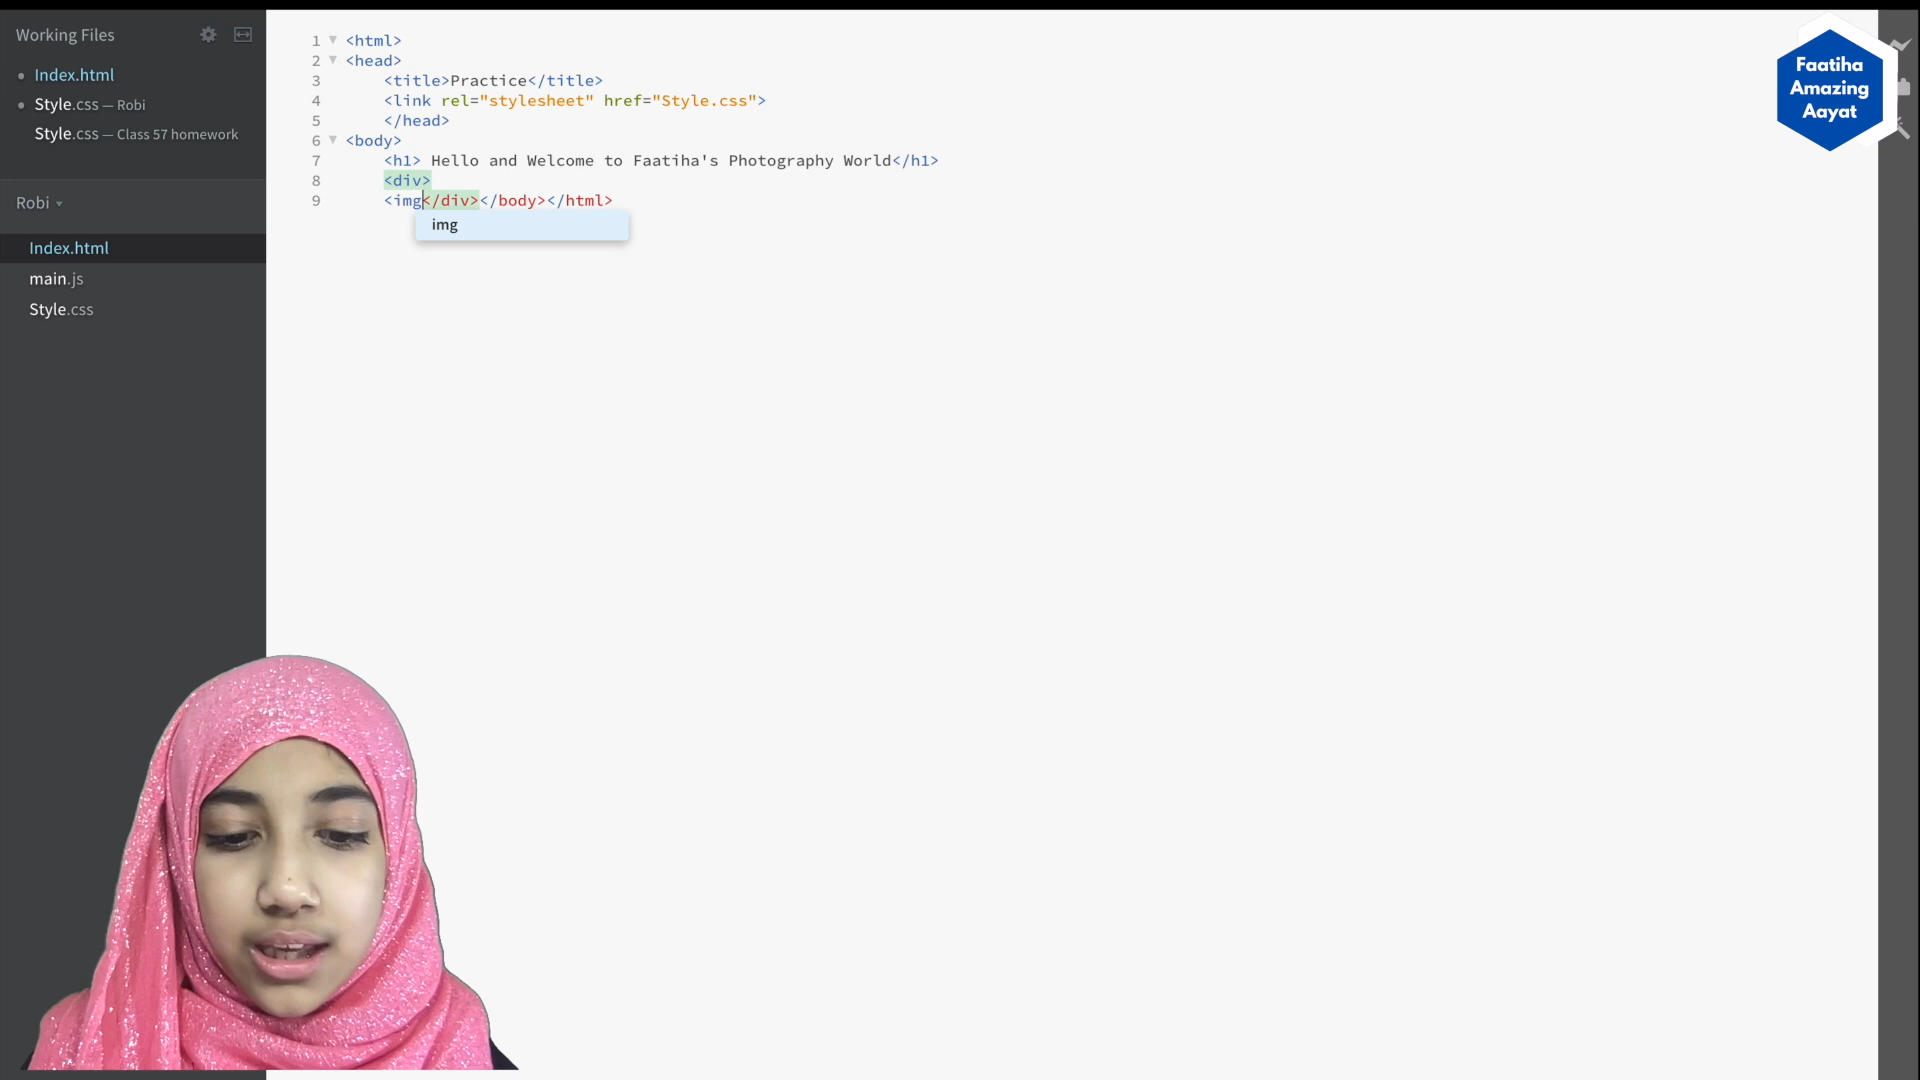 Working Files
Index.html
Style.css — Robi
Style.css — Class 57 homework
Robi
Index.html
main.js
Style.css
1 <html>
2 <head>
3 <title>Practice</title>
4 <link rel="stylesheet" href="Style.css">
5 </head>
6 <body>
7 <h1> Hello and Welcome to Faatiha's Photography World</h1>
8 <div>
9 <img</div></body></html>
img
Faatiha
Amazing
Aayat